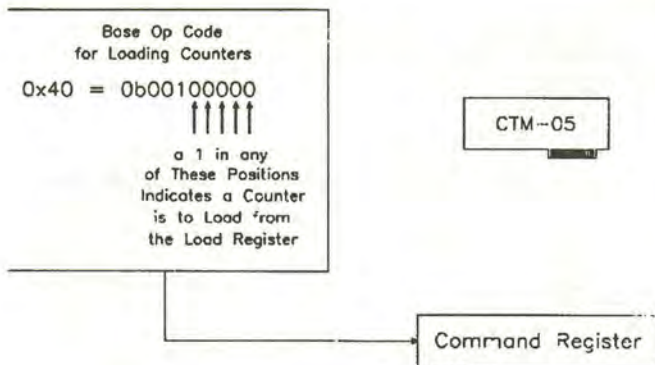 Base Op Code
for Loading Counters
0x40 = 0b00100000
a 1 in any
of These Positions
Indicates a Counter
is to Load from
the Load Register
CTM-05
Command Register